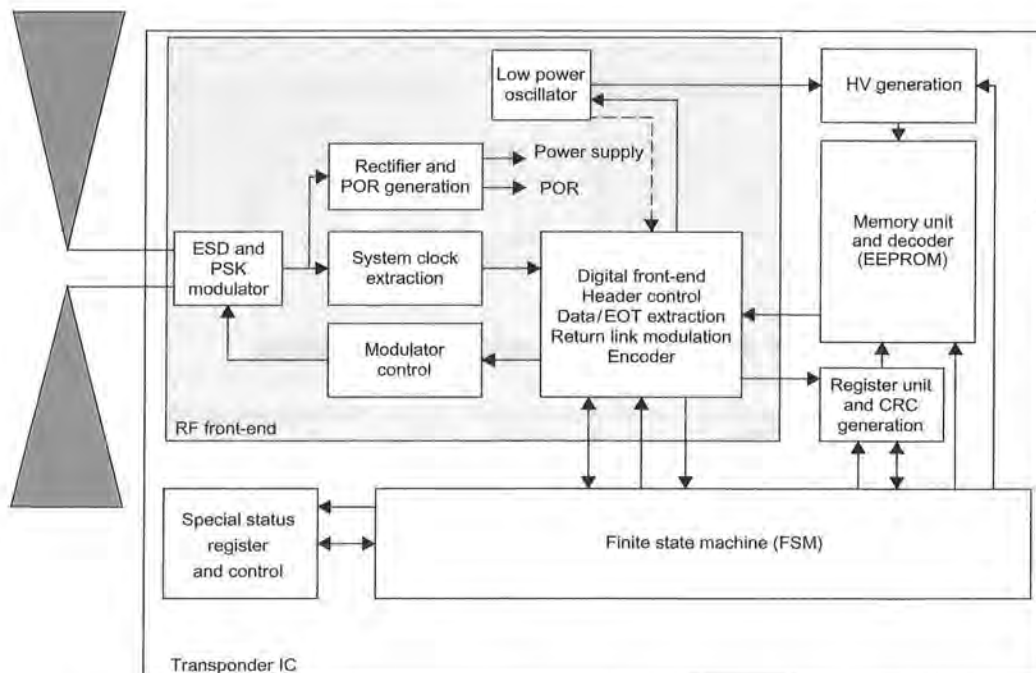 Low power
oscillator
HV generation
Rectifier and
POR generation
Power supply
POR
Memory unit
and decoder
(EEPROM)
ESD and
PSK
modulator
System clock
extraction
Digital front-end
Header control
Data/EOT extraction
Return link modulation
Encoder
Modulator
control
Register unit
and CRC
generation
RF front-end
Special status
register
and control
Finite state machine (FSM)
Transponder IC